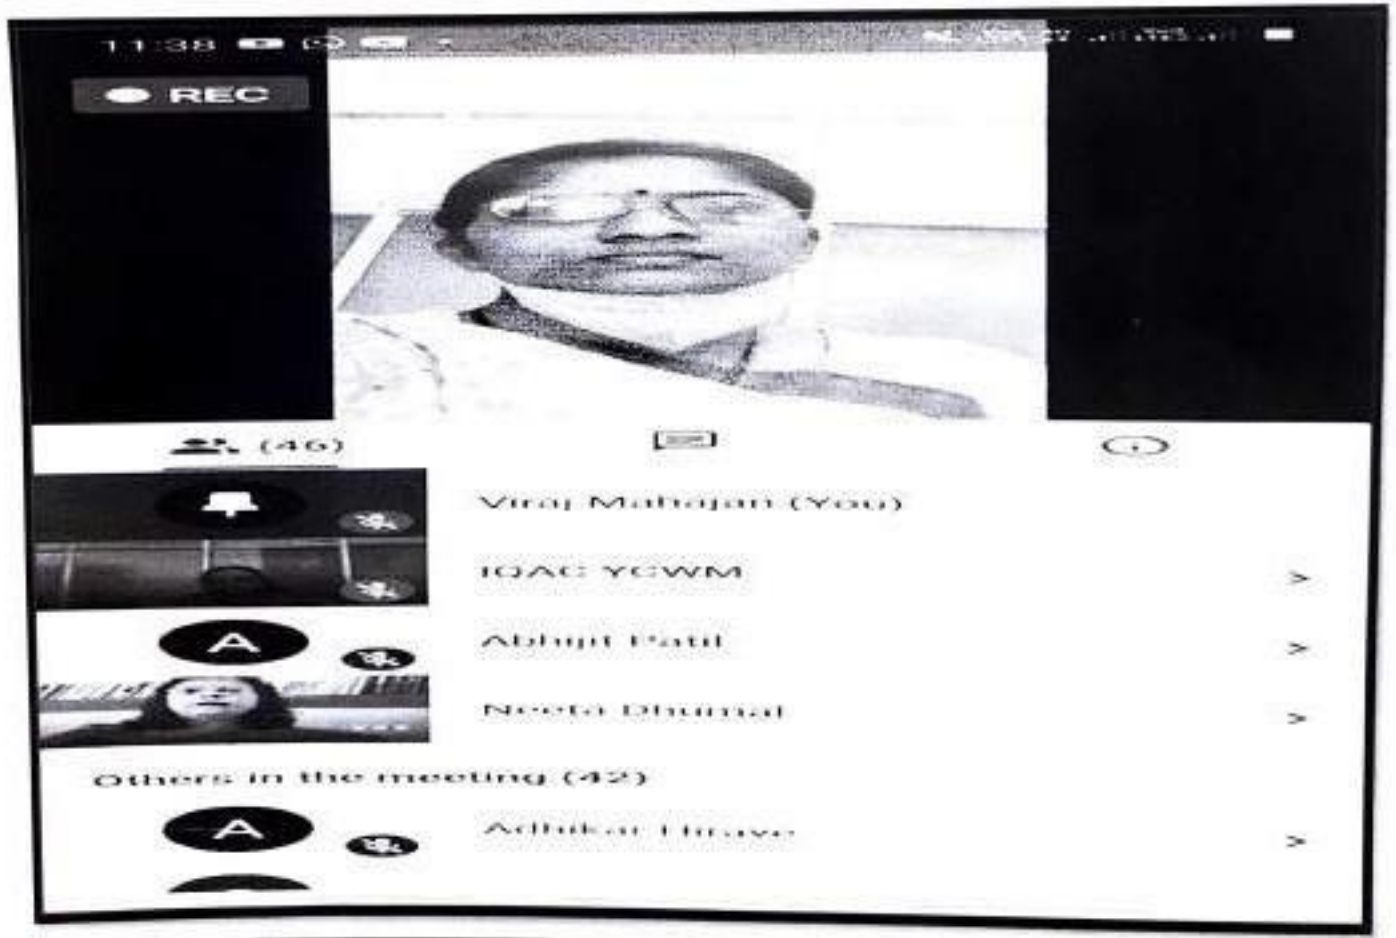 11:38
REC
(46)
Viraj Mahajan (You)
IQAC YCWM
Abhijit Patil
Neeta Dhumal
Others in the meeting (42)
A
A
Adhikar Hirave